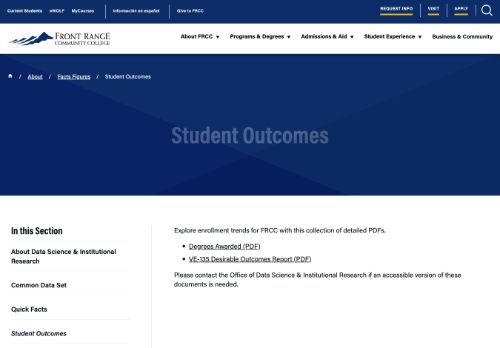 Current Students eWOLF MyCourses Información en español Give to FRCC REQUEST INFO VISIT APPLY
FRONT RANGE
COMMUNITY COLLEGE
About FRCC ▼ Programs & Degrees ▼ Admissions & Aid ▼ Student Experience ▼ Business & Community
/ About / Facts Figures / Student Outcomes
Student Outcomes
In this Section
About Data Science & Institutional
Research
Common Data Set
Quick Facts
Student Outcomes
Explore enrollment trends for FRCC with this collection of detailed PDFs.
• Degrees Awarded (PDF)
• VE-135 Desirable Outcomes Report (PDF)
Please contact the Office of Data Science & Institutional Research if an accessible version of these
documents is needed.